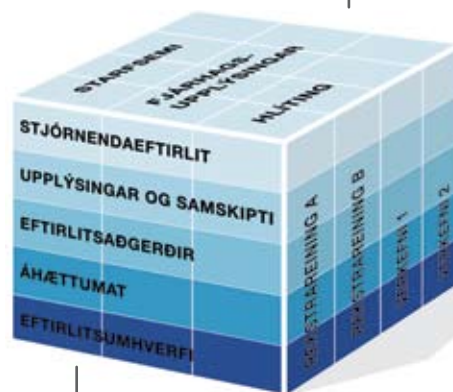 STARFSEMI
FJÁRHAGS-
UPPLÝSINGAR
HLÍTING
STJÓRNENDAEFTIRLIT
UPPLÝSINGAR OG SAMSKIPTI
EFTIRLITSAÐGERÐIR
ÁHÆTTUMAT
EFTIRLITSUMHVERFI
REKSTRAREINING A
REKSTRAREINING B
VERKEFNI 1
VERKEFNI 2